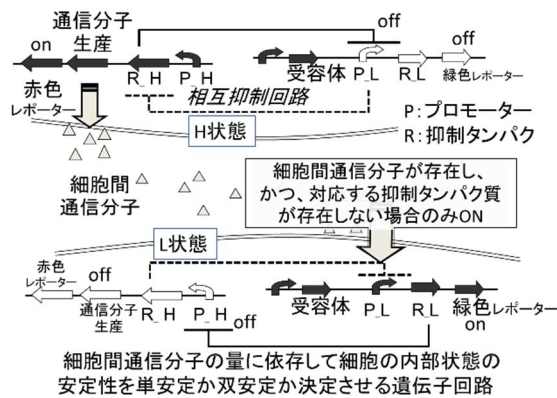 通信分子
生産
on
off
off
R_H
P_H
受容体
P_L
R_L
緑色レポーター
赤色
レポーター
相互抑制回路
P:プロモーター
R:抑制タンパク
H状態
細胞間
通信分子
細胞間通信分子が存在し、
かつ、対応する抑制タンパク質
が存在しない場合のみON
L状態
赤色
レポーター
off
通信分子
生産
R_H
P_H
off
受容体
P_L
R_L
緑色レポーター
on
細胞間通信分子の量に依存して細胞の内部状態の
安定性を単安定か双安定か決定させる遺伝子回路